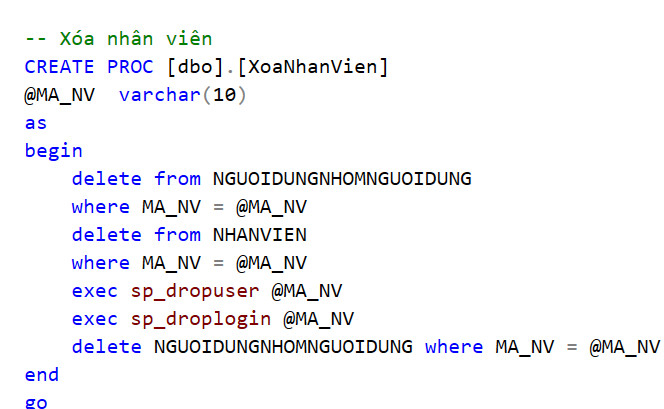 -- Xóa nhân viên
CREATE PROC [dbo].[XoaNhanVien]
@MA_NV  varchar(10)
as
begin
    delete from NGUOIDUNGNHOMNGUOIDUNG
    where MA_NV = @MA_NV
    delete from NHANVIEN
    where MA_NV = @MA_NV
    exec sp_dropuser @MA_NV
    exec sp_droplogin @MA_NV
    delete NGUOIDUNGNHOMNGUOIDUNG where MA_NV = @MA_NV
end
go